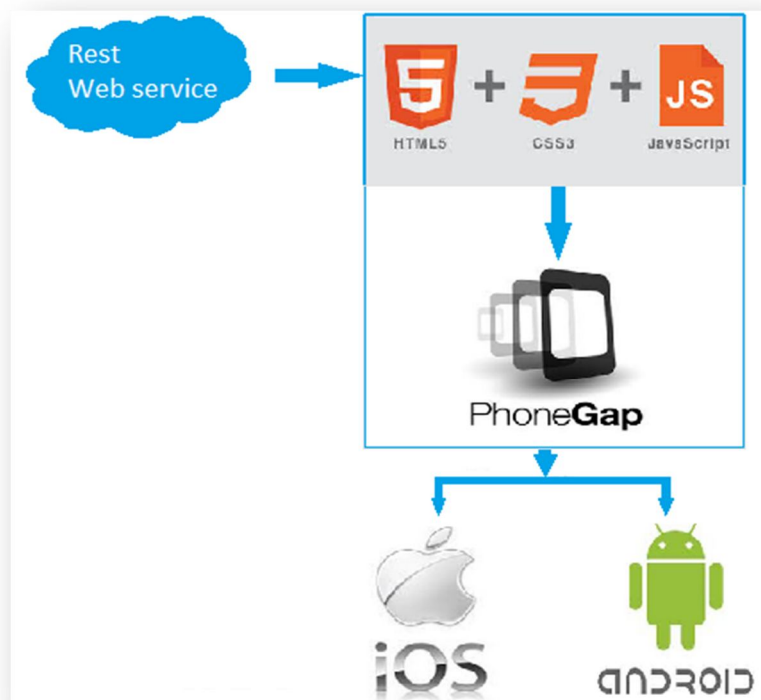 Rest
Web service
5 + 3 + JS
HTML5 CSS3 JavaScript
PhoneGap
iOS
ANDROID